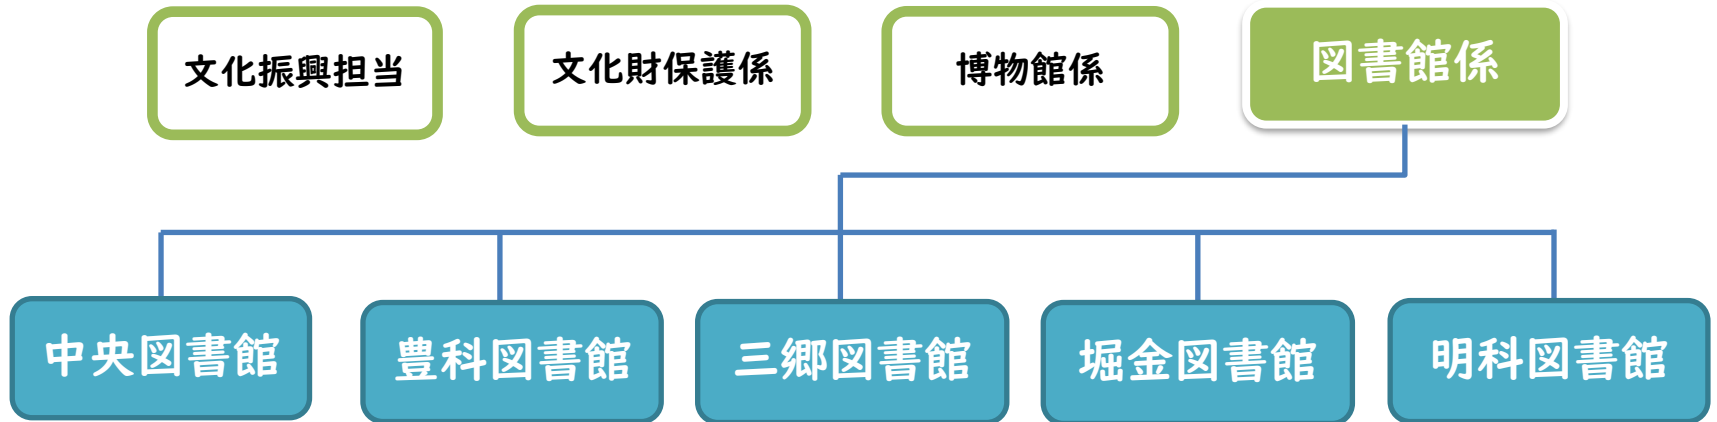 文化振興担当
文化財保護係
博物館係
図書館係
中央図書館
豊科図書館
三郷図書館
堀金図書館
明科図書館